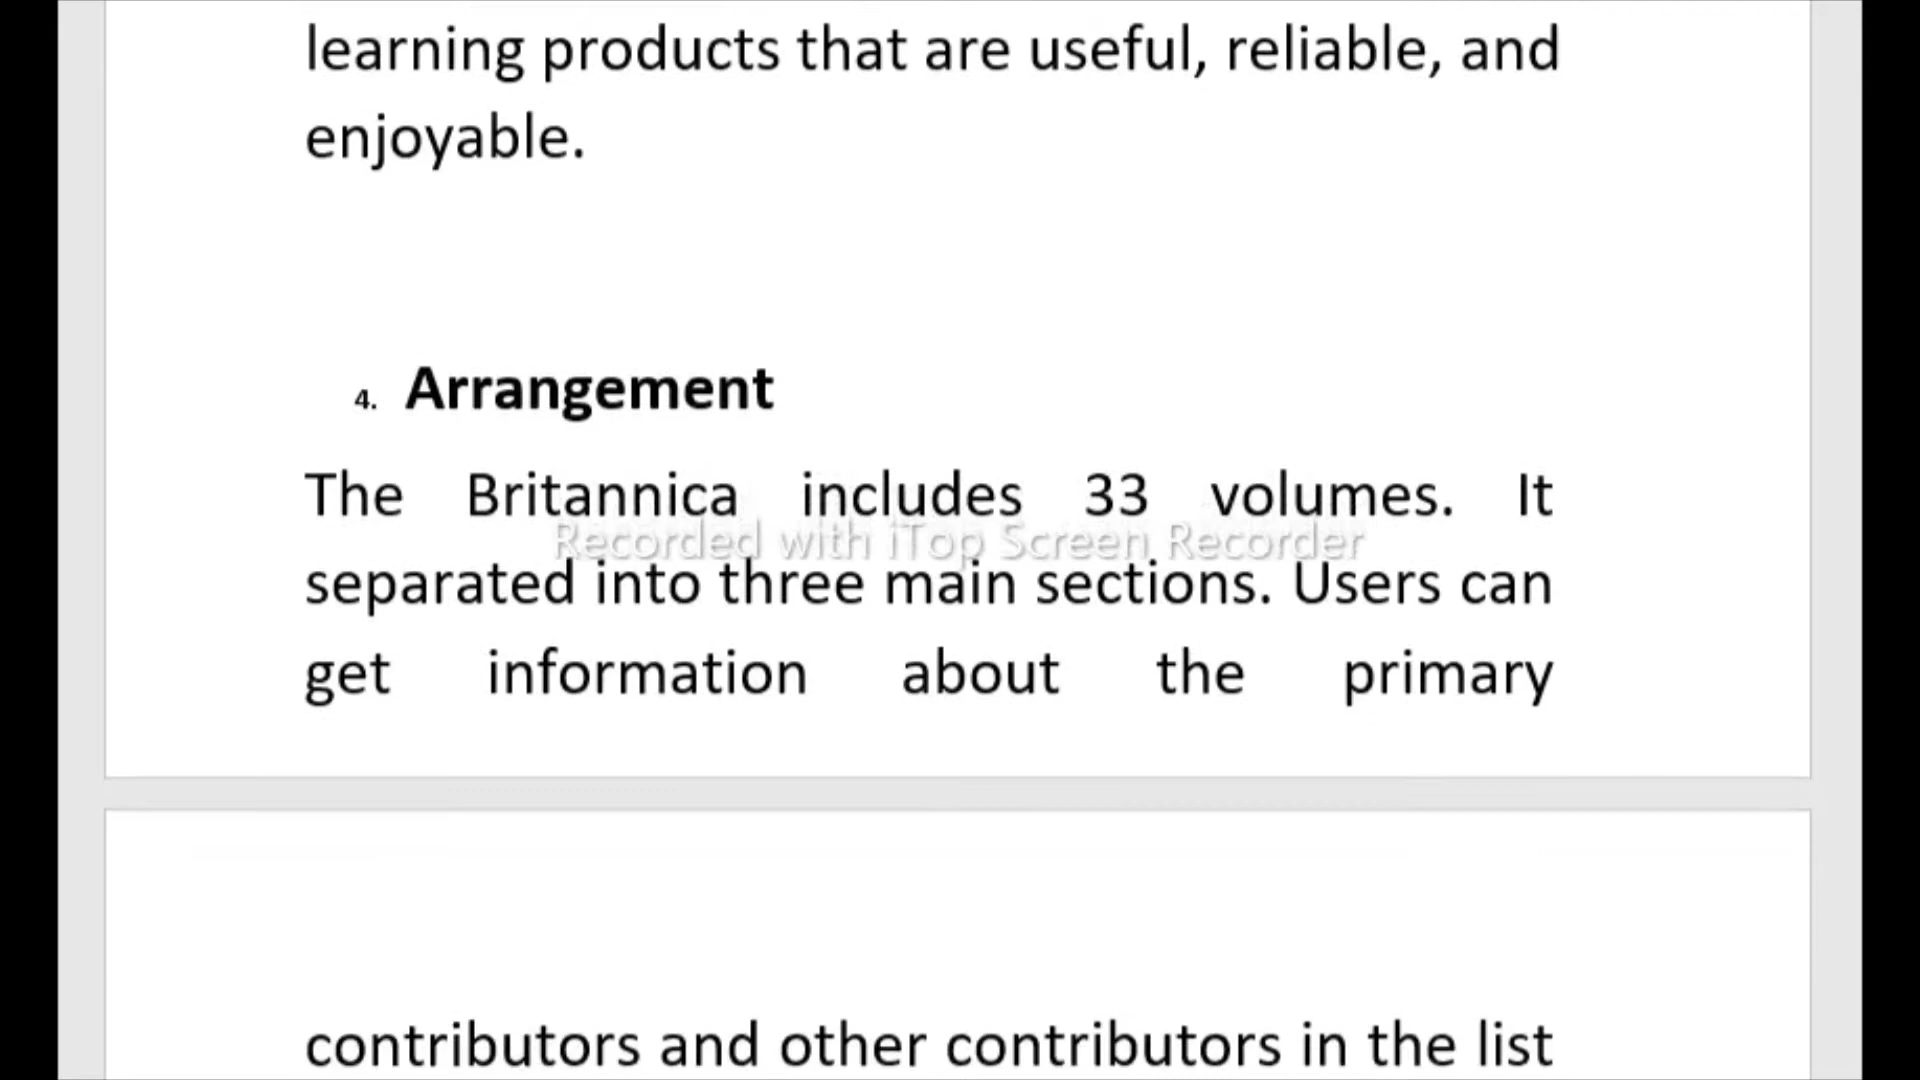 learning products that are useful, reliable, and
enjoyable.
4. Arrangement
The Britannica includes 33 volumes. It
Recorded with iTop Screen Recorder
separated into three main sections. Users can
get information about the primary
contributors and other contributors in the list